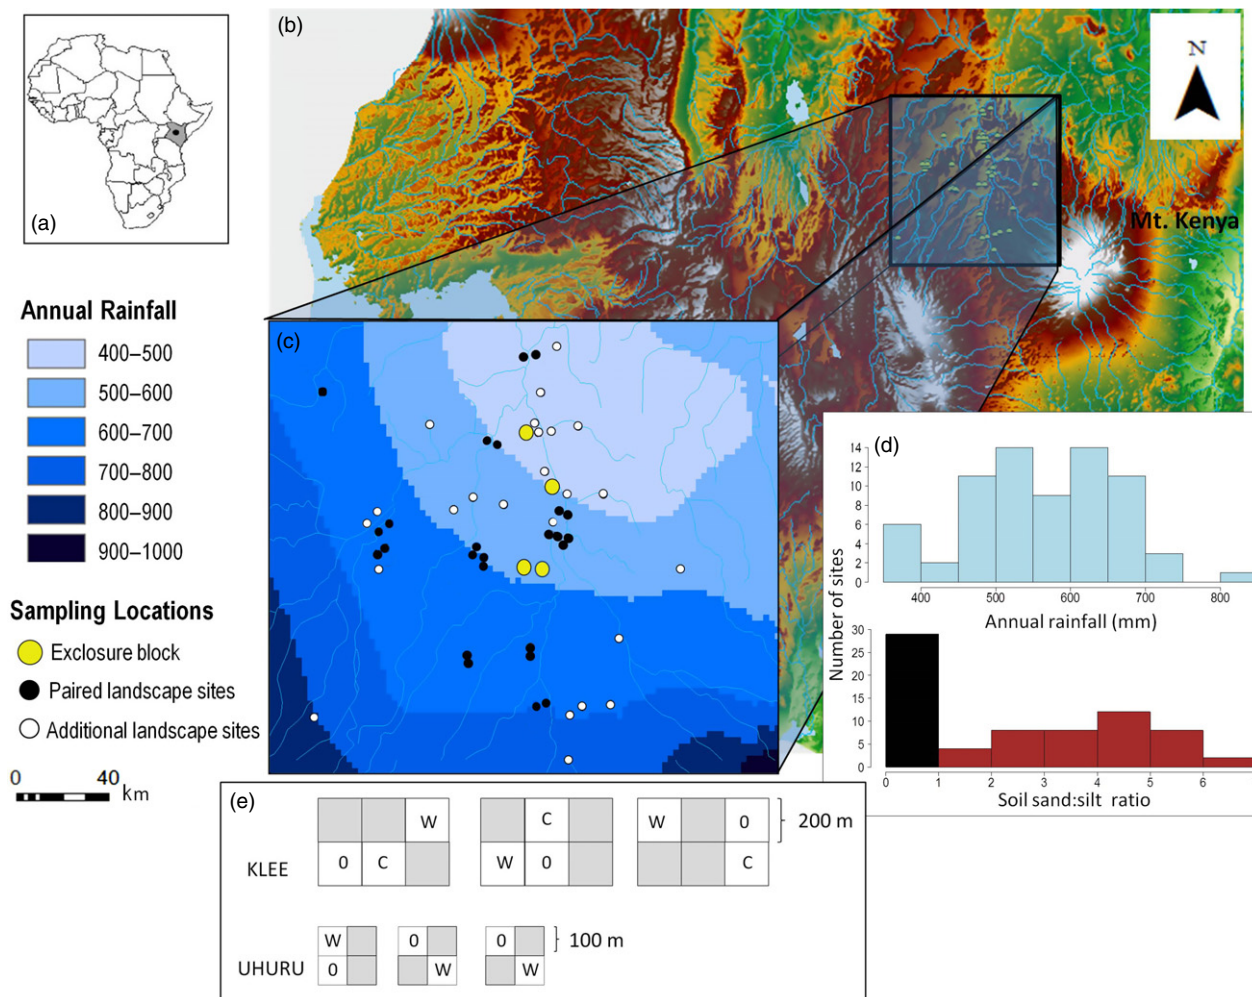 (a)
(b)
N
Mt. Kenya
Annual Rainfall
400–500
500–600
600–700
700–800
800–900
900–1000
Sampling Locations
Exclosure block
Paired landscape sites
Additional landscape sites
0 40 km
(c)
(d)
Number of sites
14
12
10
8
6
4
2
0
400 500 600 700 800
Annual rainfall (mm)
30
25
20
15
10
5
0
0 1 2 3 4 5 6
Soil sand:silt ratio
(e)
KLEE
W
0 C
C
W 0
W 0
C
200 m
UHURU
W
0
0
W
0
W
100 m